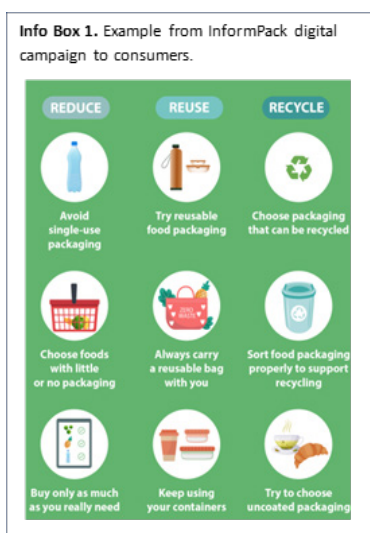 Info Box 1. Example from InformPack digital
campaign to consumers.
REDUCE
REUSE
RECYCLE
Avoid
single-use
packaging
Try reusable
food packaging
Choose packaging
that can be recycled
Choose foods
with little
or no packaging
ZERO
WASTE
Always carry
a reusable bag
with you
Sort food packaging
properly to support
recycling
Buy only as much
as you really need
Keep using
your containers
Try to choose
uncoated packaging